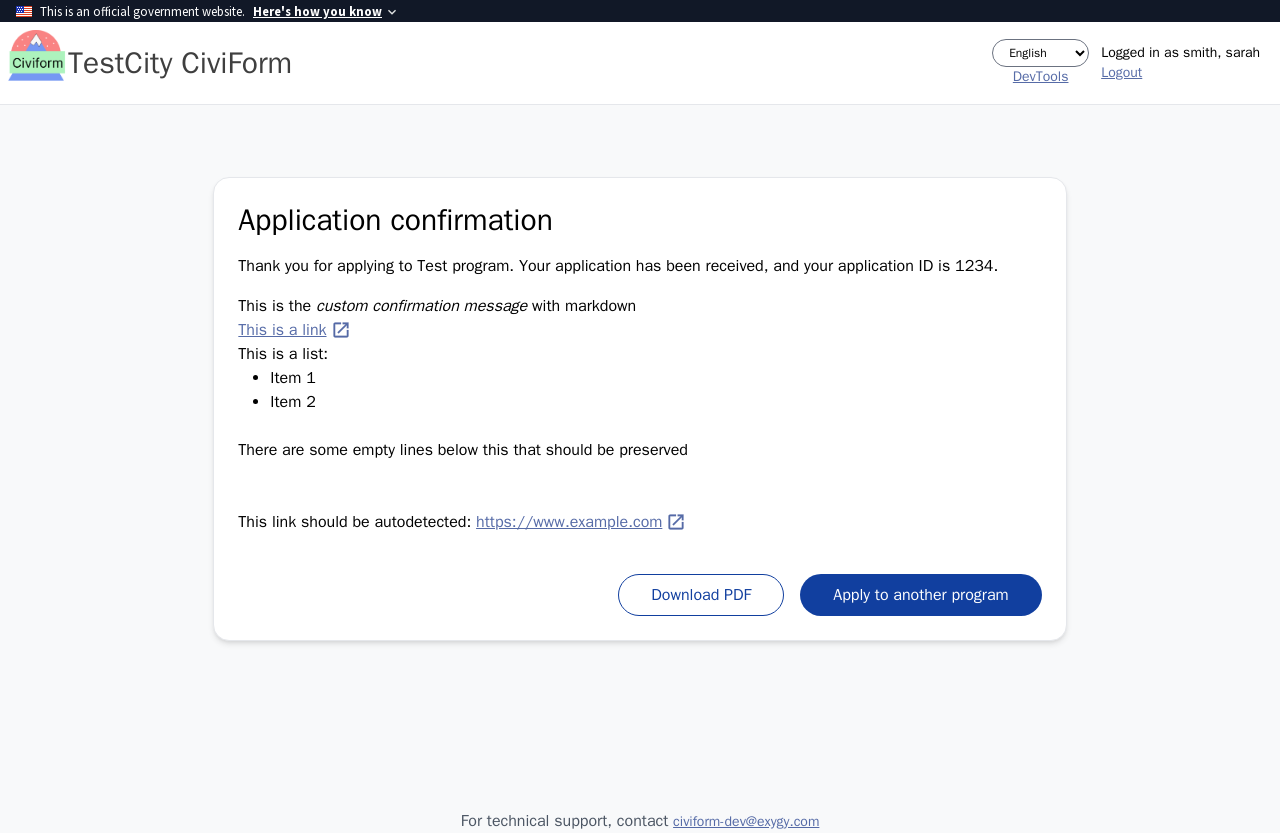 This is an official government website. Here's how you know
Civiform
TestCity CiviForm
English
DevTools
Logged in as smith, sarah
Logout
Application confirmation
Thank you for applying to Test program. Your application has been received, and your application ID is 1234.
This is the custom confirmation message with markdown
This is a link
This is a list:
• Item 1
• Item 2
There are some empty lines below this that should be preserved
This link should be autodetected: https://www.example.com
Download PDF
Apply to another program
For technical support, contact civiform-dev@exygy.com